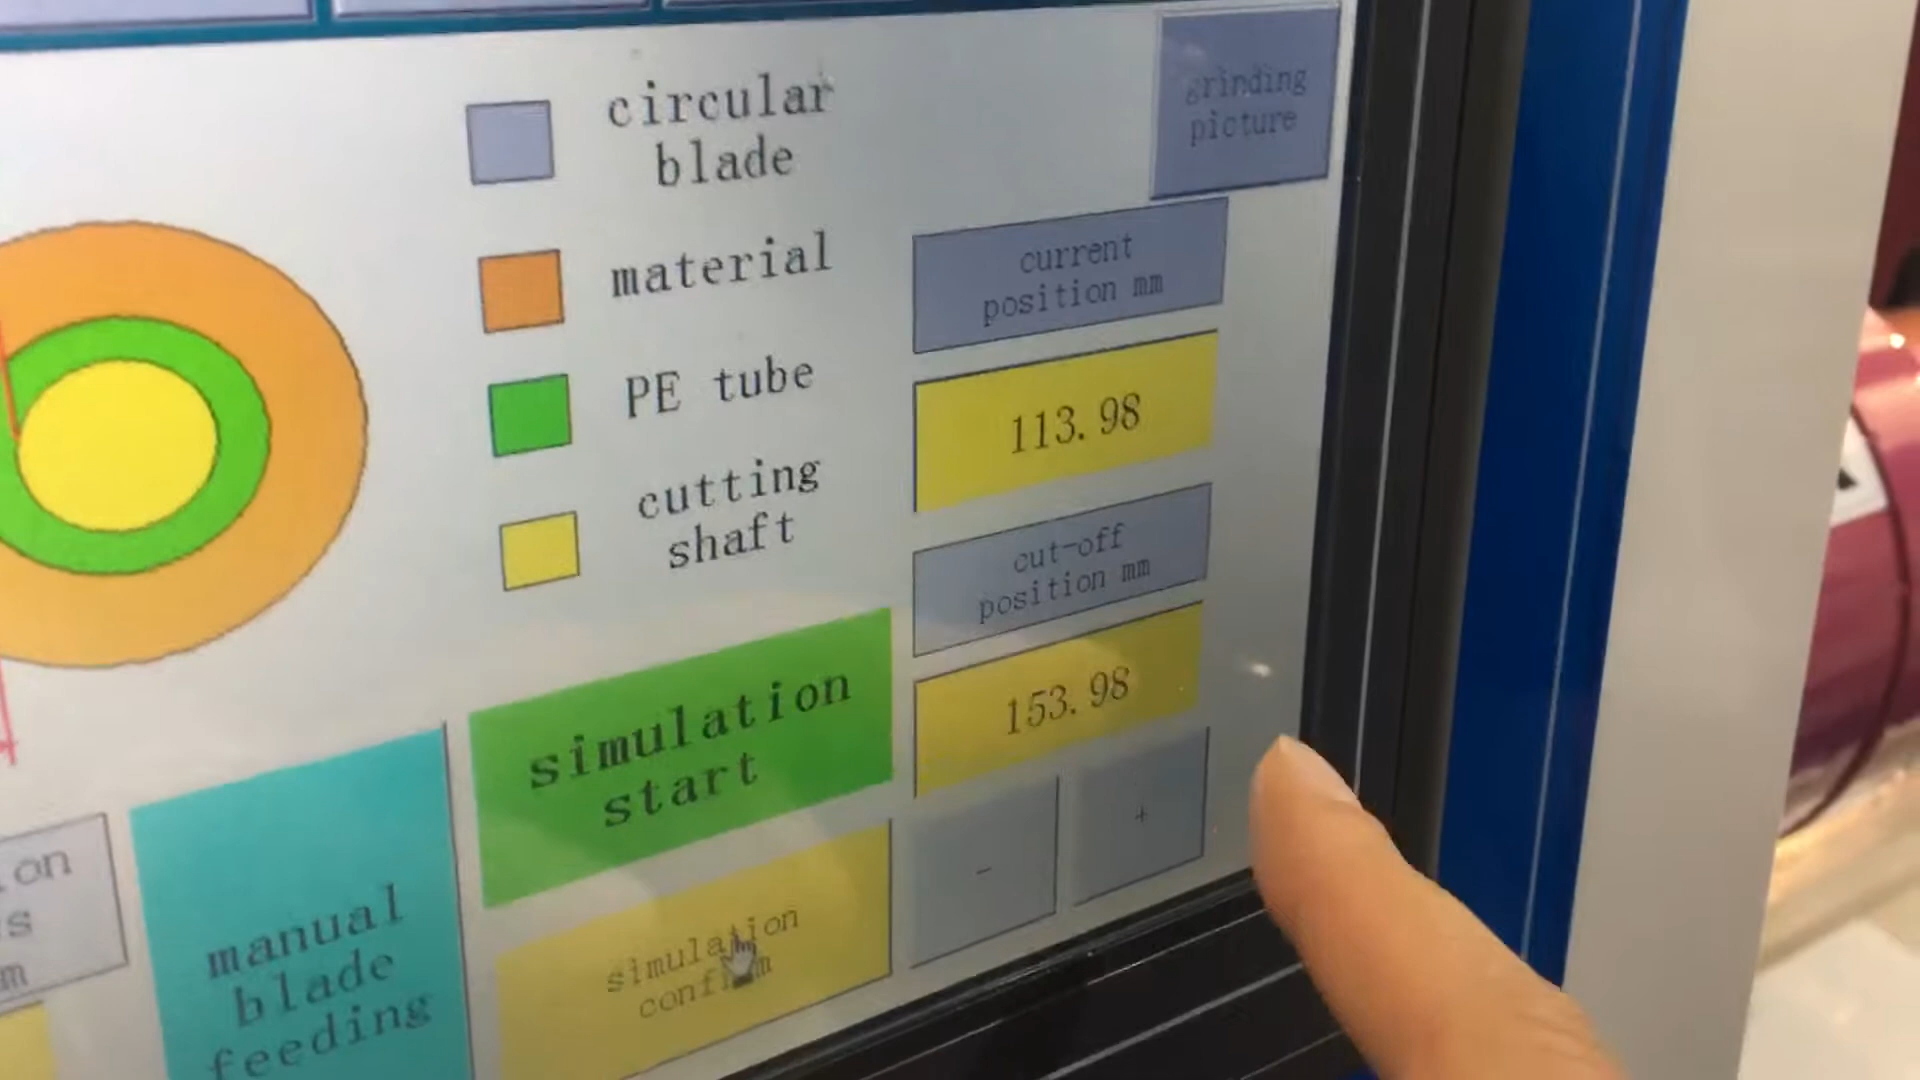 circular
blade
grinding
picture
material
current
position mm
113.98
PE tube
cutting
shaft
cut-off
position mm
153.98
simulation
start
-
+
on
s
m
manual
blade
feeding
simulation
confirm